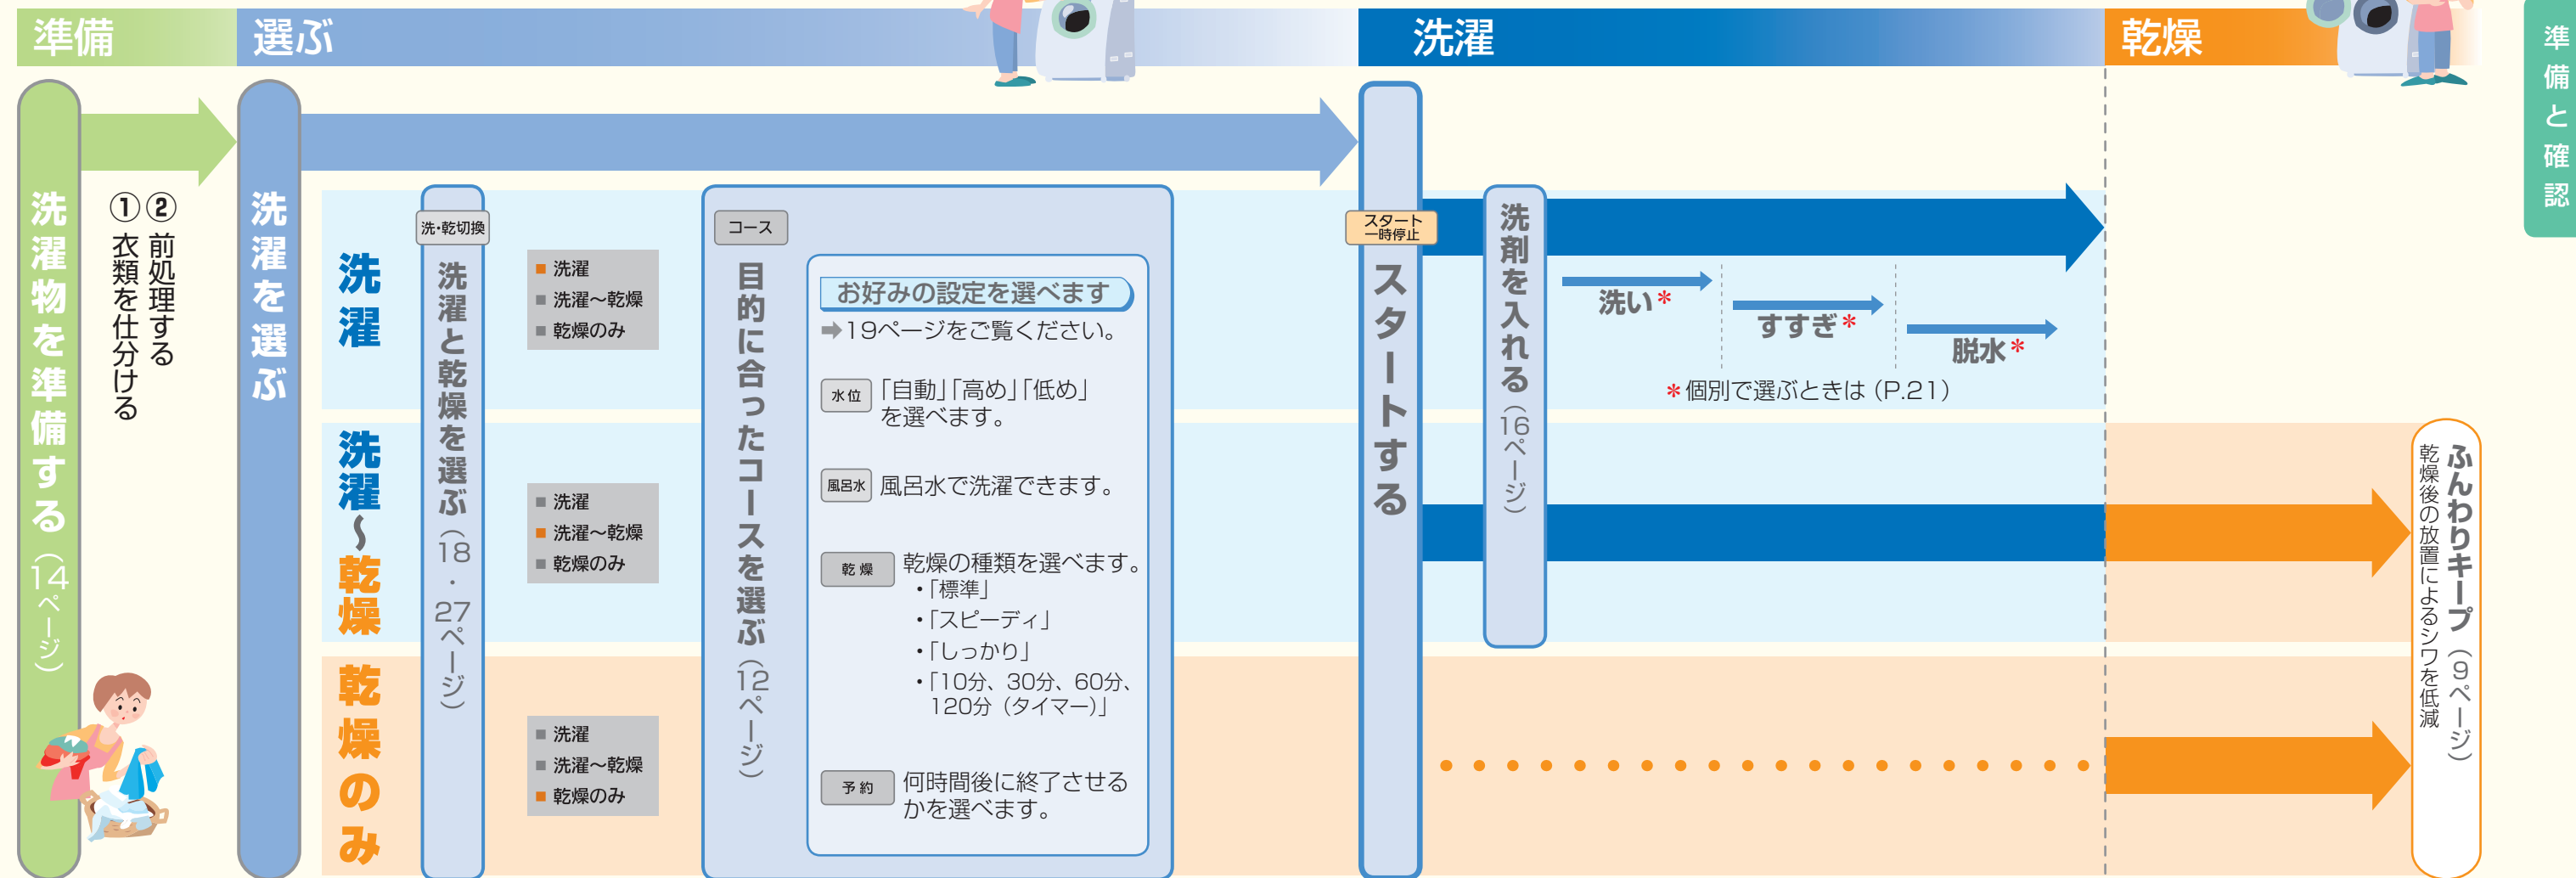 準備
選ぶ
洗濯
乾燥
準備と確認
洗濯物を準備する（14ページ）
①衣類を仕分ける
②前処理する
洗濯を選ぶ
洗濯
洗濯～乾燥
乾燥のみ
洗・乾切換
洗濯と乾燥を選ぶ（18・27ページ）
■ 洗濯
■ 洗濯～乾燥
■ 乾燥のみ
■ 洗濯
■ 洗濯～乾燥
■ 乾燥のみ
■ 洗濯
■ 洗濯～乾燥
■ 乾燥のみ
コース
目的に合ったコースを選ぶ（12ページ）
お好みの設定を選べます
➡19ページをご覧ください。
水位
「自動」「高め」「低め」
を選べます。
風呂水
風呂水で洗濯できます。
乾燥
乾燥の種類を選べます。
・「標準」
・「スピーディ」
・「しっかり」
・「10分、30分、60分、
120分（タイマー）」
予約
何時間後に終了させる
かを選べます。
スタート
一時停止
スタートする
洗剤を入れる（16ページ）
洗い*
すすぎ*
脱水*
*個別で選ぶときは（P.21）
ふんわりキープ（9ページ）
乾燥後の放置によるシワを低減